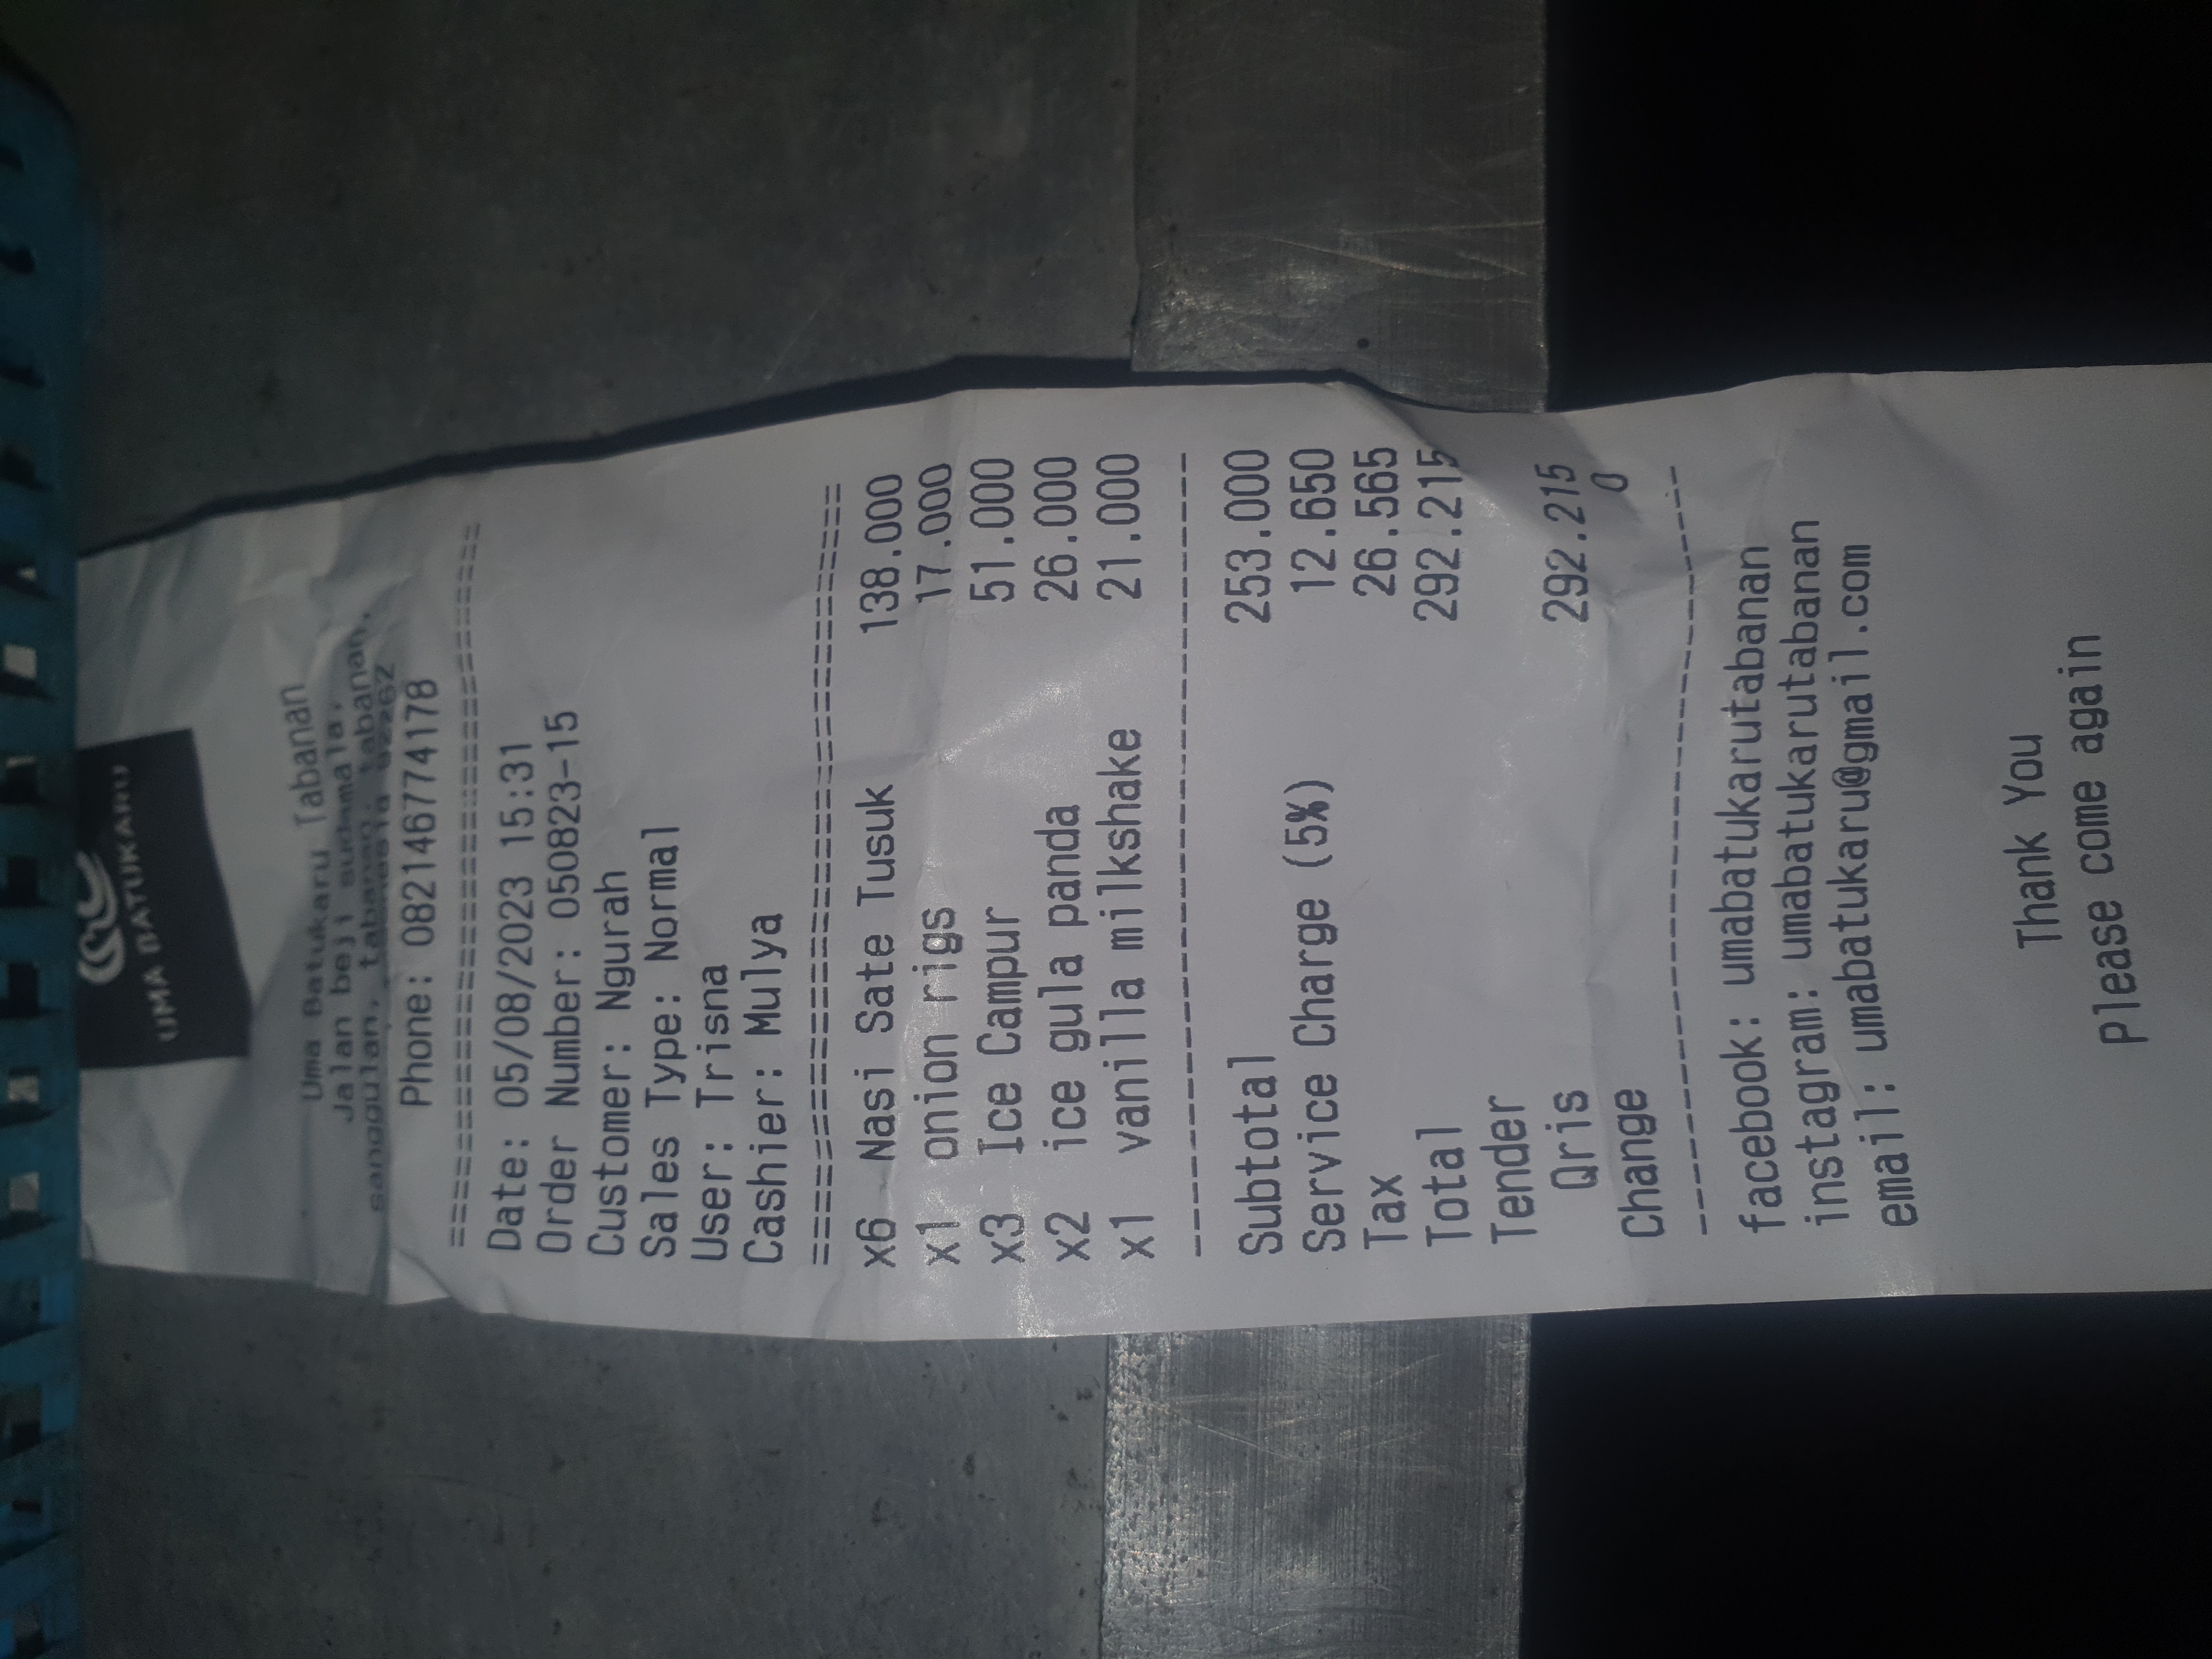 UMA BATUKARU
Uma Batukaru Tabanan
Jalan beji sudamala,
sanggulan, tabanan, tabanan,
82262
Phone: 082146774178
================================
Date: 05/08/2023 15:31
Order Number: 050823-15
Customer: Ngurah
Sales Type: Normal
User: Trisna
Cashier: Mulya
================================
x6 Nasi Sate Tusuk 138.000
x1 onion rigs 17.000
x3 Ice Campur 51.000
x2 ice gula panda 26.000
x1 vanilla milkshake 21.000
--------------------------------
Subtotal 253.000
Service Charge (5%) 12.650
Tax 26.565
Total 292.215
Tender
Qris 292.215
Change 0
--------------------------------
facebook: umabatukarutabanan
instagram: umabatukarutabanan
email: umabatukaru@gmail.com
Thank You
Please come again